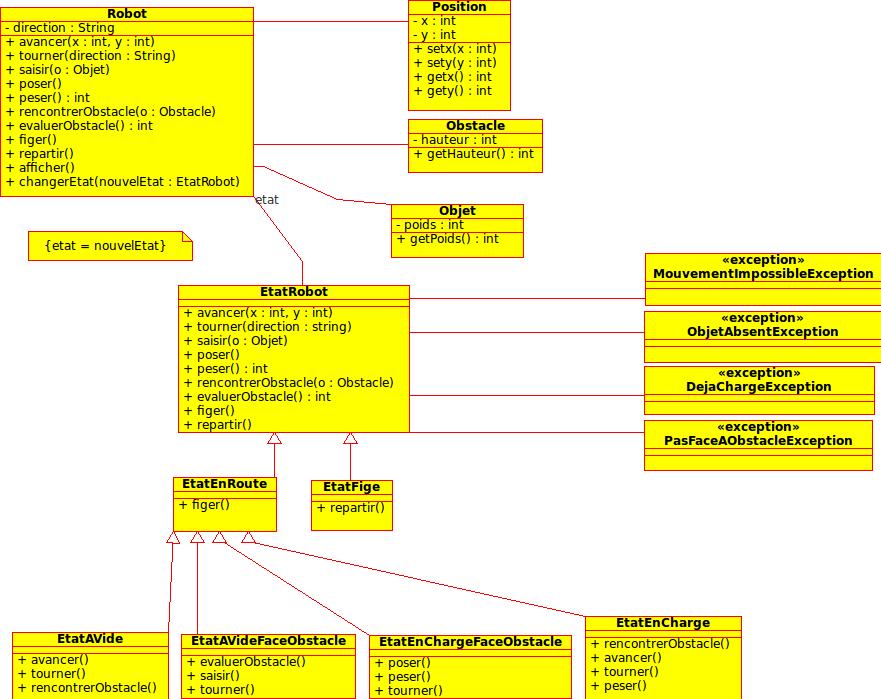 Robot
- direction : String
+ avancer(x : int, y : int)
+ tourner(direction : String)
+ saisir(o : Objet)
+ poser()
+ peser() : int
+ rencontrerObstacle(o : Obstacle)
+ evaluerObstacle() : int
+ figer()
+ repartir()
+ afficher()
+ changerEtat(nouvelEtat : EtatRobot)
Position
- x : int
- y : int
+ setx(x : int)
+ sety(y : int)
+ getx() : int
+ gety() : int
Obstacle
- hauteur : int
+ getHauteur() : int
etat
Objet
- poids : int
+ getPoids() : int
{etat = nouvelEtat}
EtatRobot
+ avancer(x : int, y : int)
+ tourner(direction : string)
+ saisir(o : Objet)
+ poser()
+ peser() : int
+ rencontrerObstacle(o : Obstacle)
+ evaluerObstacle() : int
+ figer()
+ repartir()
«exception»
MouvementImpossibleException
«exception»
ObjetAbsentException
«exception»
DejaChargeException
«exception»
PasFaceAObstacleException
EtatEnRoute
+ figer()
EtatFige
+ repartir()
EtatAVide
+ avancer()
+ tourner()
+ rencontrerObstacle()
EtatAVideFaceObstacle
+ evaluerObstacle()
+ saisir()
+ tourner()
EtatEnChargeFaceObstacle
+ poser()
+ peser()
+ tourner()
EtatEnCharge
+ rencontrerObstacle()
+ avancer()
+ tourner()
+ peser()